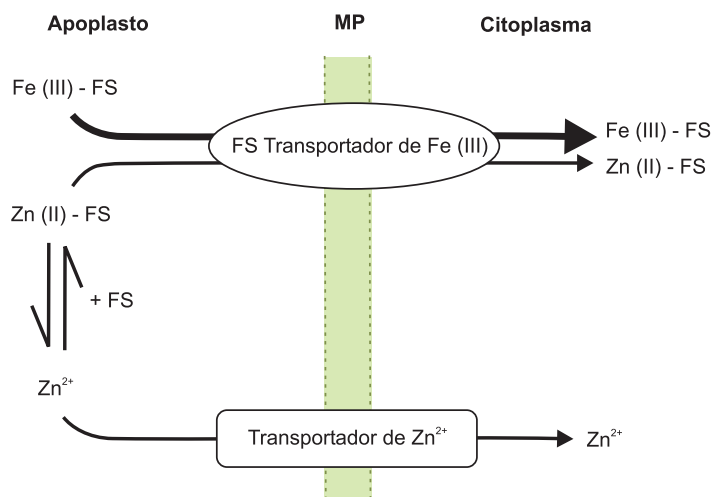 Apoplasto
MP
Citoplasma
Fe (III) - FS
FS Transportador de Fe (III)
Fe (III) - FS
Zn (II) - FS
Zn (II) - FS
+ FS
Zn²⁺
Transportador de Zn²⁺
Zn²⁺